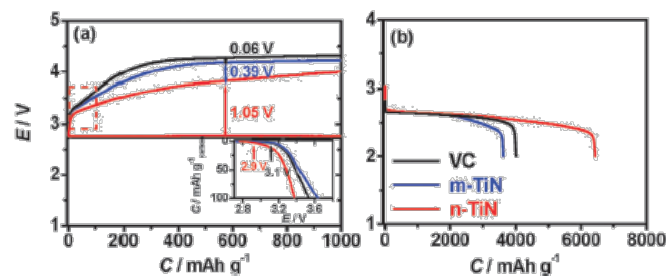 (a)
5
4
3
2
1
E / V
0.06 V
0.39 V
1.05 V
0
50
100
C / mAh g⁻¹
2.9 V
3.1 V
2.8
3.2
3.6
E / V
0
200
400
600
800
1000
C / mAh g⁻¹
(b)
4
3
2
1
VC
m-TiN
n-TiN
0
2000
4000
6000
8000
C / mAh g⁻¹